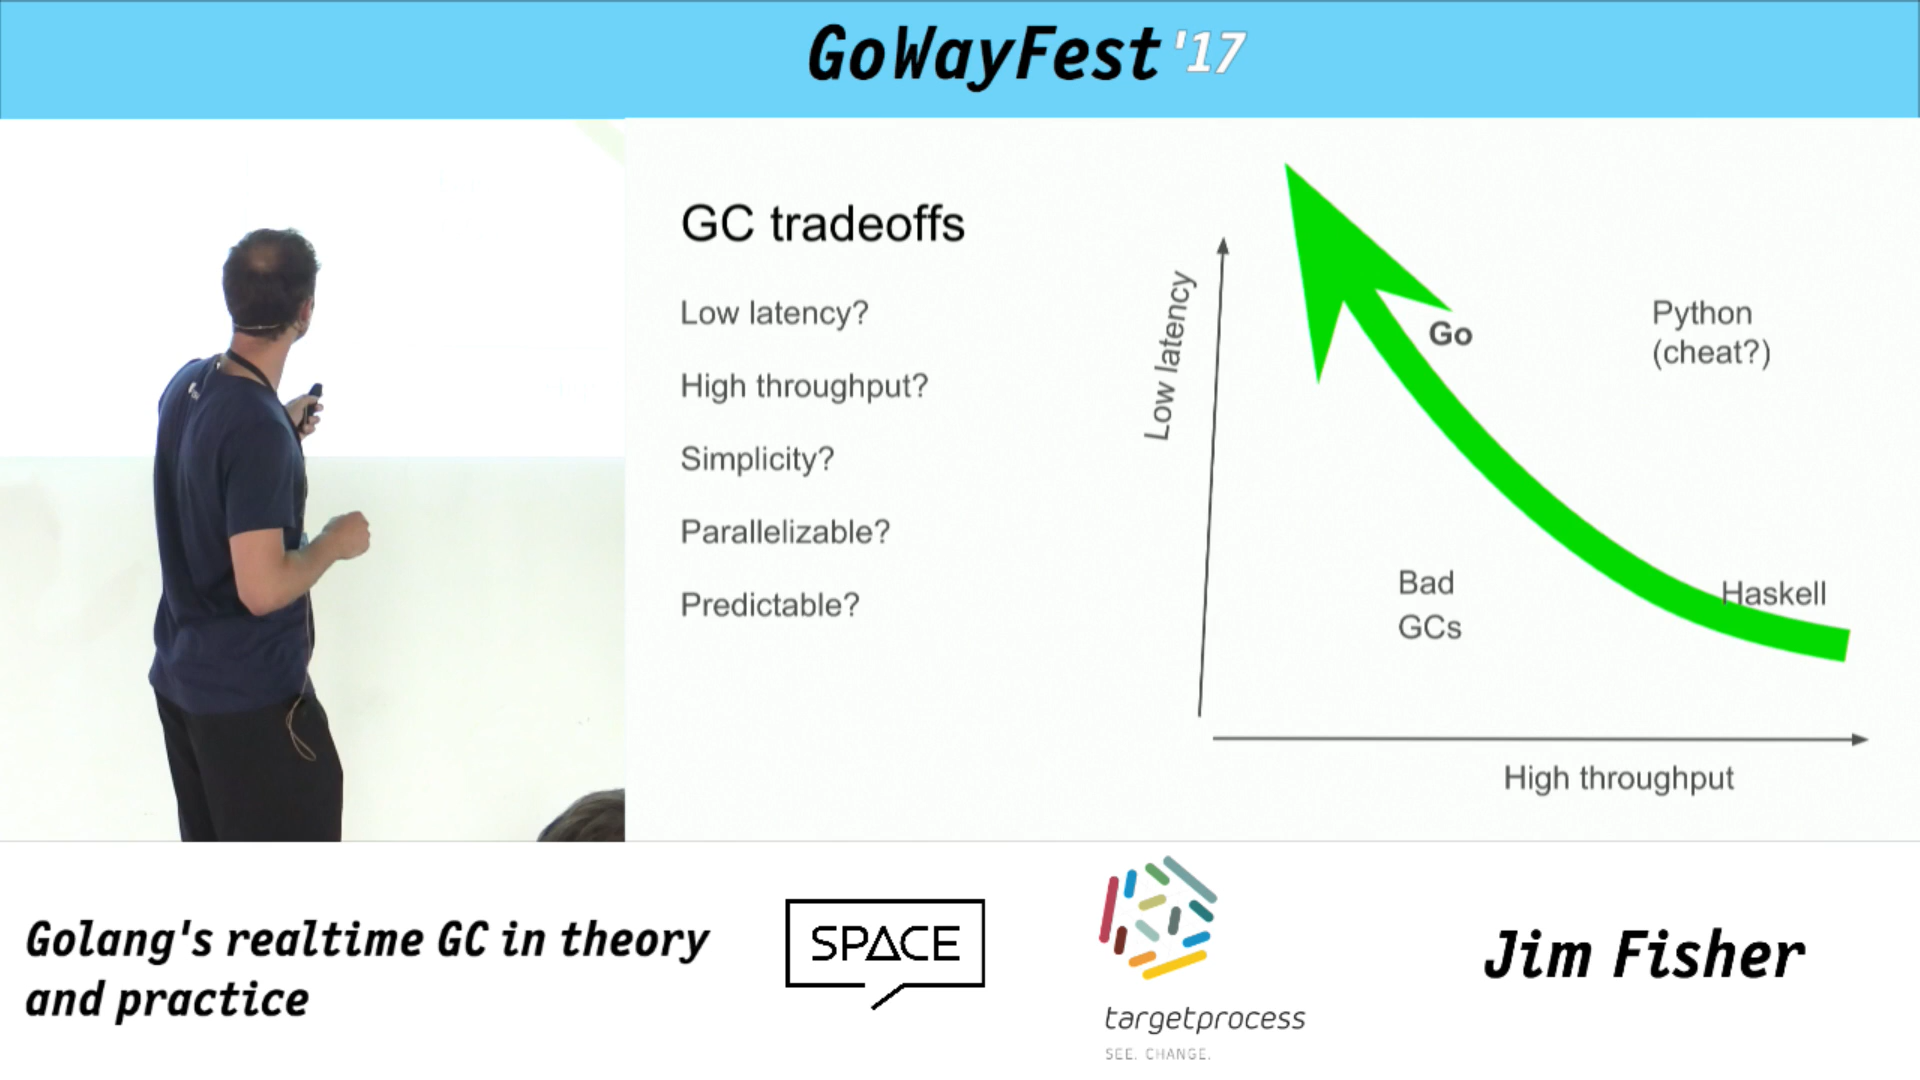 GoWayFest '17
GC tradeoffs
Low latency?
High throughput?
Simplicity?
Parallelizable?
Predictable?
Low latency
Go
Python
(cheat?)
Bad
GCs
Haskell
High throughput
Golang's realtime GC in theory
and practice
SPACE
targetprocess
SEE. CHANGE.
Jim Fisher